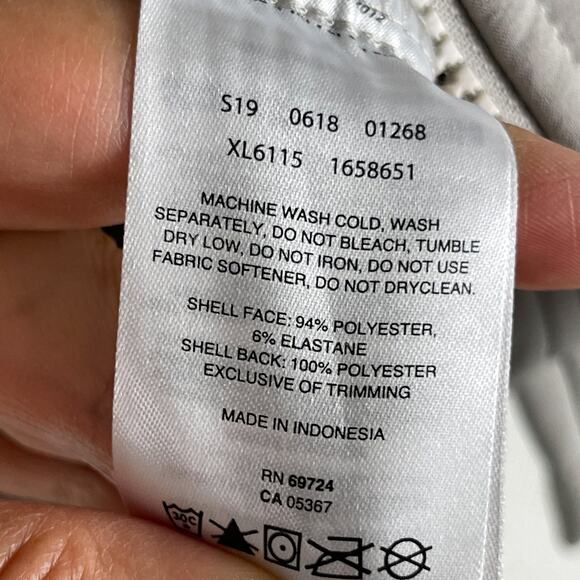 S19 0618 01268
XL6115 1658651
MACHINE WASH COLD, WASH
SEPARATELY, DO NOT BLEACH, TUMBLE
DRY LOW, DO NOT IRON, DO NOT USE
FABRIC SOFTENER, DO NOT DRYCLEAN.
SHELL FACE: 94% POLYESTER,
6% ELASTANE
SHELL BACK: 100% POLYESTER
EXCLUSIVE OF TRIMMING
MADE IN INDONESIA
RN 69724
CA 05367
30C